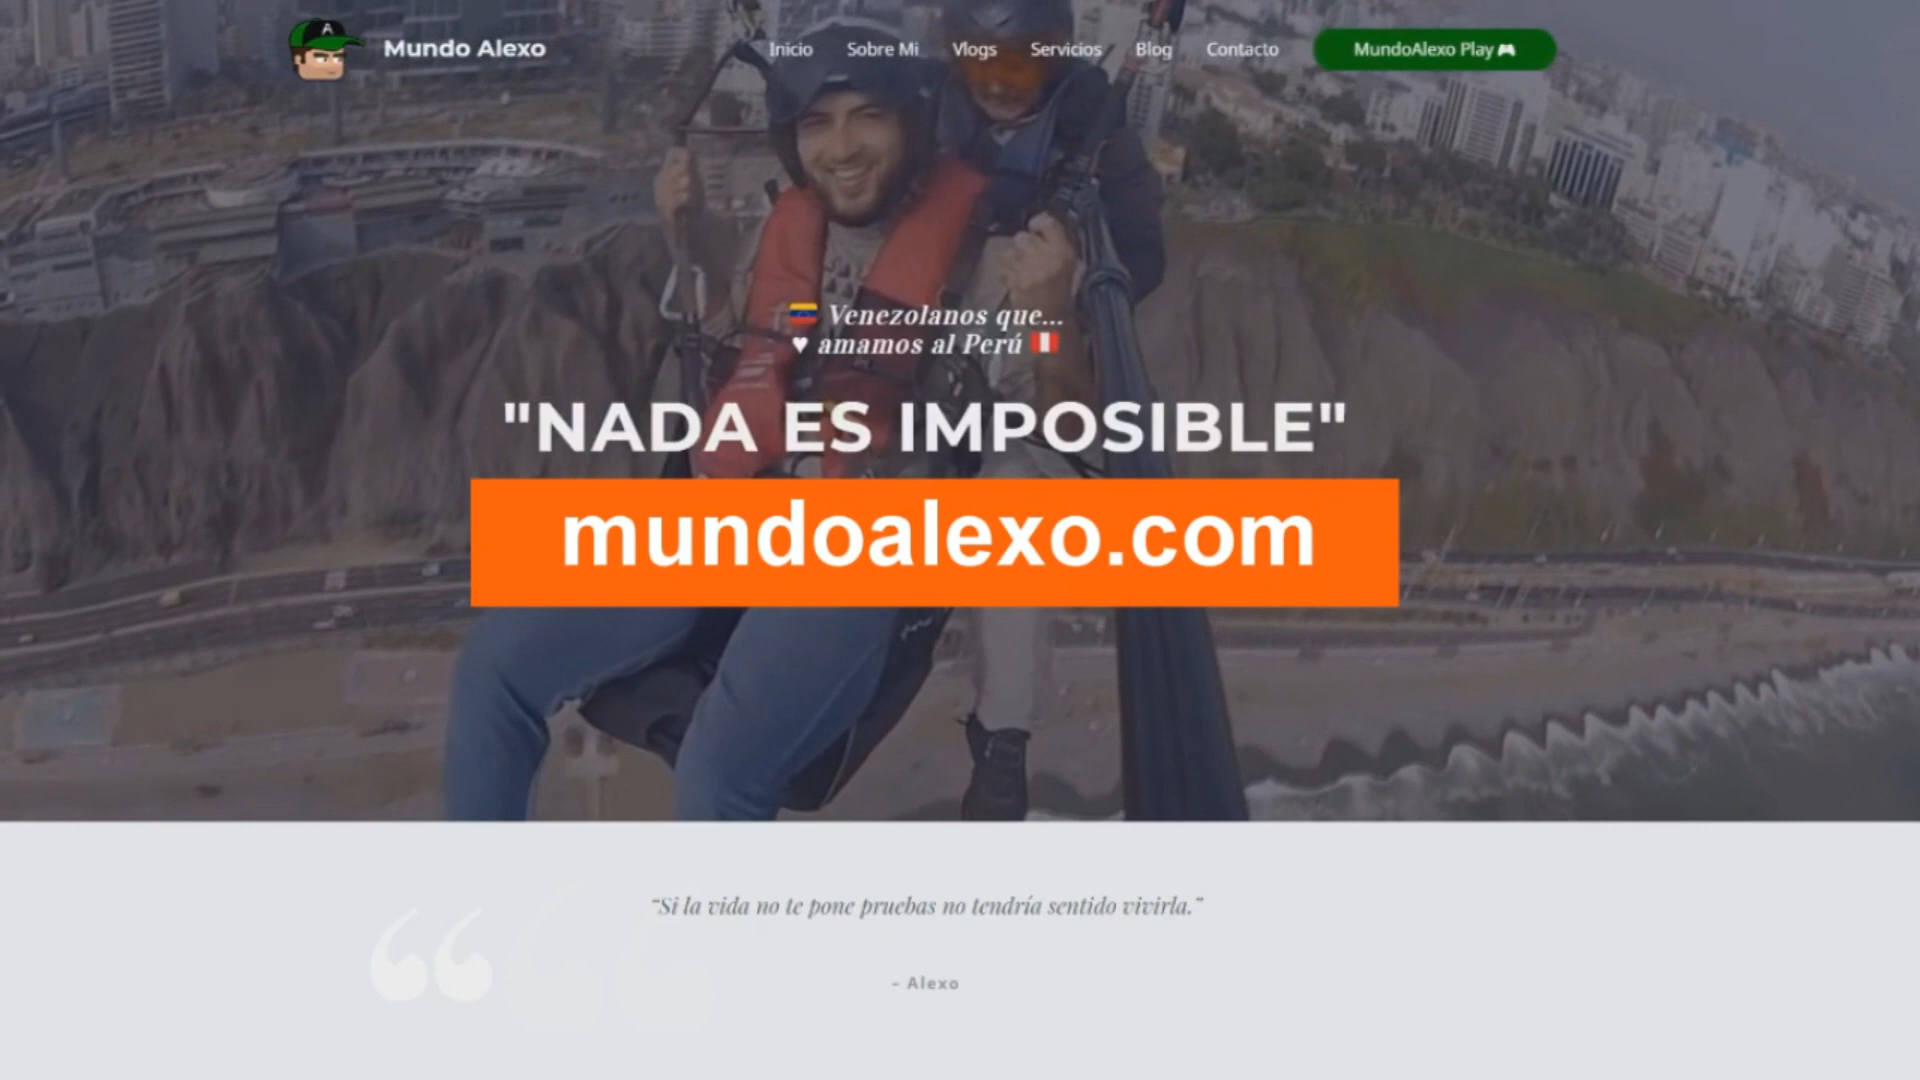 A
Mundo Alexo
Inicio Sobre Mi Vlogs Servicios Blog Contacto MundoAlexo Play 🎮
🇻🇪 Venezolanos que...
♥ amamos al Perú 🇵🇪
"NADA ES IMPOSIBLE"
mundoalexo.com
“Si la vida no te pone pruebas no tendría sentido vivirla.”
– Alexo